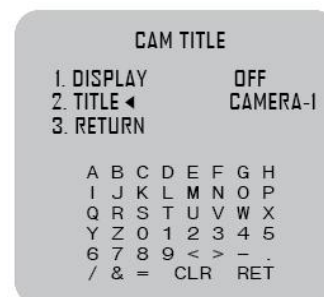 CAM TITLE
1. DISPLAY OFF
2. TITLE ◄ CAMERA-1
3. RETURN
A B C D E F G H
I J K L M N O P
Q R S T U V W X
Y Z 0 1 2 3 4 5
6 7 8 9 < > – .
/ & = CLR RET